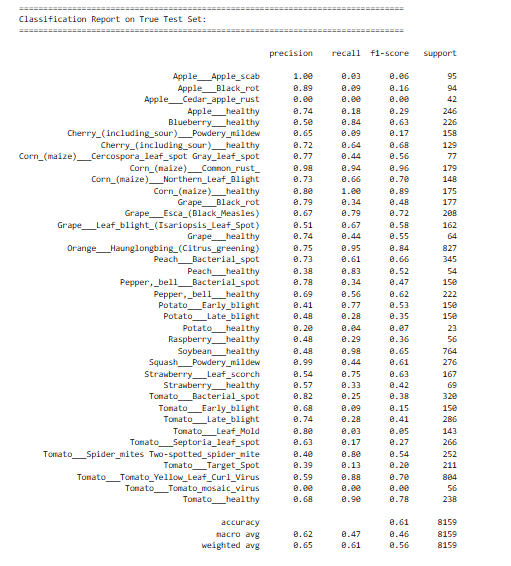 ================================================================================
Classification Report on True Test Set:
================================================================================
precision recall f1-score support
Apple___Apple_scab 1.00 0.03 0.06 95
Apple___Black_rot 0.89 0.09 0.16 94
Apple___Cedar_apple_rust 0.00 0.00 0.00 42
Apple___healthy 0.74 0.18 0.29 246
Blueberry___healthy 0.50 0.84 0.63 226
Cherry_(including_sour)___Powdery_mildew 0.65 0.09 0.17 158
Cherry_(including_sour)___healthy 0.72 0.64 0.68 129
Corn_(maize)___Cercospora_leaf_spot Gray_leaf_spot 0.77 0.44 0.56 77
Corn_(maize)___Common_rust_ 0.98 0.94 0.96 179
Corn_(maize)___Northern_Leaf_Blight 0.73 0.66 0.70 148
Corn_(maize)___healthy 0.80 1.00 0.89 175
Grape___Black_rot 0.79 0.34 0.48 177
Grape___Esca_(Black_Measles) 0.67 0.79 0.72 208
Grape___Leaf_blight_(Isariopsis_Leaf_Spot) 0.51 0.67 0.58 162
Grape___healthy 0.74 0.44 0.55 64
Orange___Haunglongbing_(Citrus_greening) 0.75 0.95 0.84 827
Peach___Bacterial_spot 0.73 0.61 0.66 345
Peach___healthy 0.38 0.83 0.52 54
Pepper,_bell___Bacterial_spot 0.78 0.34 0.47 150
Pepper,_bell___healthy 0.69 0.56 0.62 222
Potato___Early_blight 0.41 0.77 0.53 150
Potato___Late_blight 0.48 0.28 0.35 150
Potato___healthy 0.20 0.04 0.07 23
Raspberry___healthy 0.48 0.29 0.36 56
Soybean___healthy 0.48 0.98 0.65 764
Squash___Powdery_mildew 0.99 0.44 0.61 276
Strawberry___Leaf_scorch 0.54 0.75 0.63 167
Strawberry___healthy 0.57 0.33 0.42 69
Tomato___Bacterial_spot 0.82 0.25 0.38 320
Tomato___Early_blight 0.68 0.09 0.15 150
Tomato___Late_blight 0.74 0.28 0.41 286
Tomato___Leaf_Mold 0.80 0.03 0.05 143
Tomato___Septoria_leaf_spot 0.63 0.17 0.27 266
Tomato___Spider_mites Two-spotted_spider_mite 0.40 0.80 0.54 252
Tomato___Target_Spot 0.39 0.13 0.20 211
Tomato___Tomato_Yellow_Leaf_Curl_Virus 0.59 0.88 0.70 804
Tomato___Tomato_mosaic_virus 0.00 0.00 0.00 56
Tomato___healthy 0.68 0.90 0.78 238
accuracy 0.61 8159
macro avg 0.62 0.47 0.46 8159
weighted avg 0.65 0.61 0.56 8159